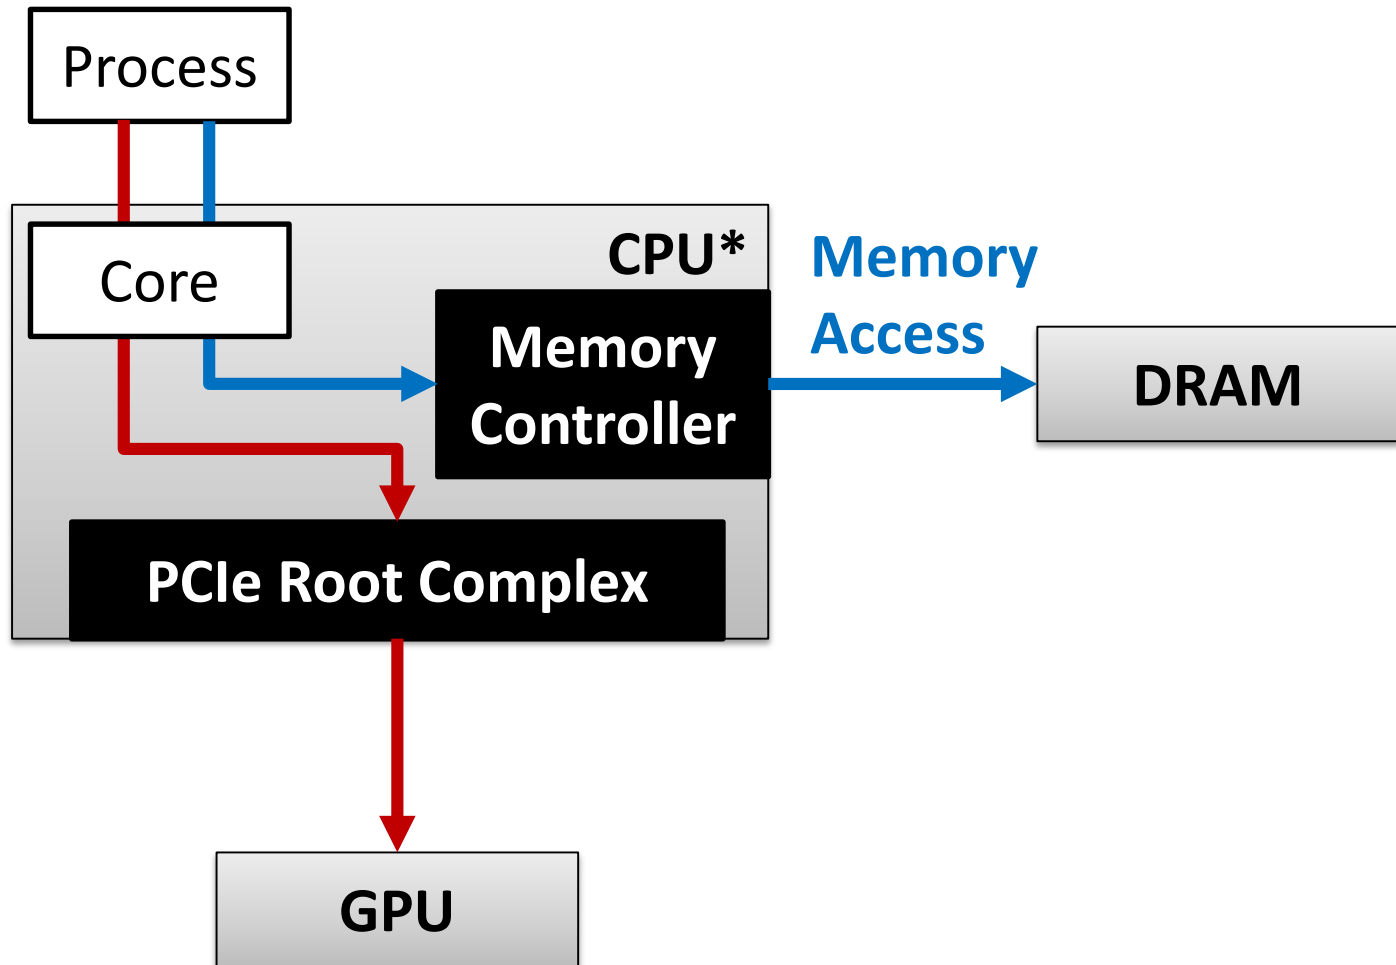 Process
CPU*
Core
Memory
Access
Memory
Controller
DRAM
PCIe Root Complex
GPU